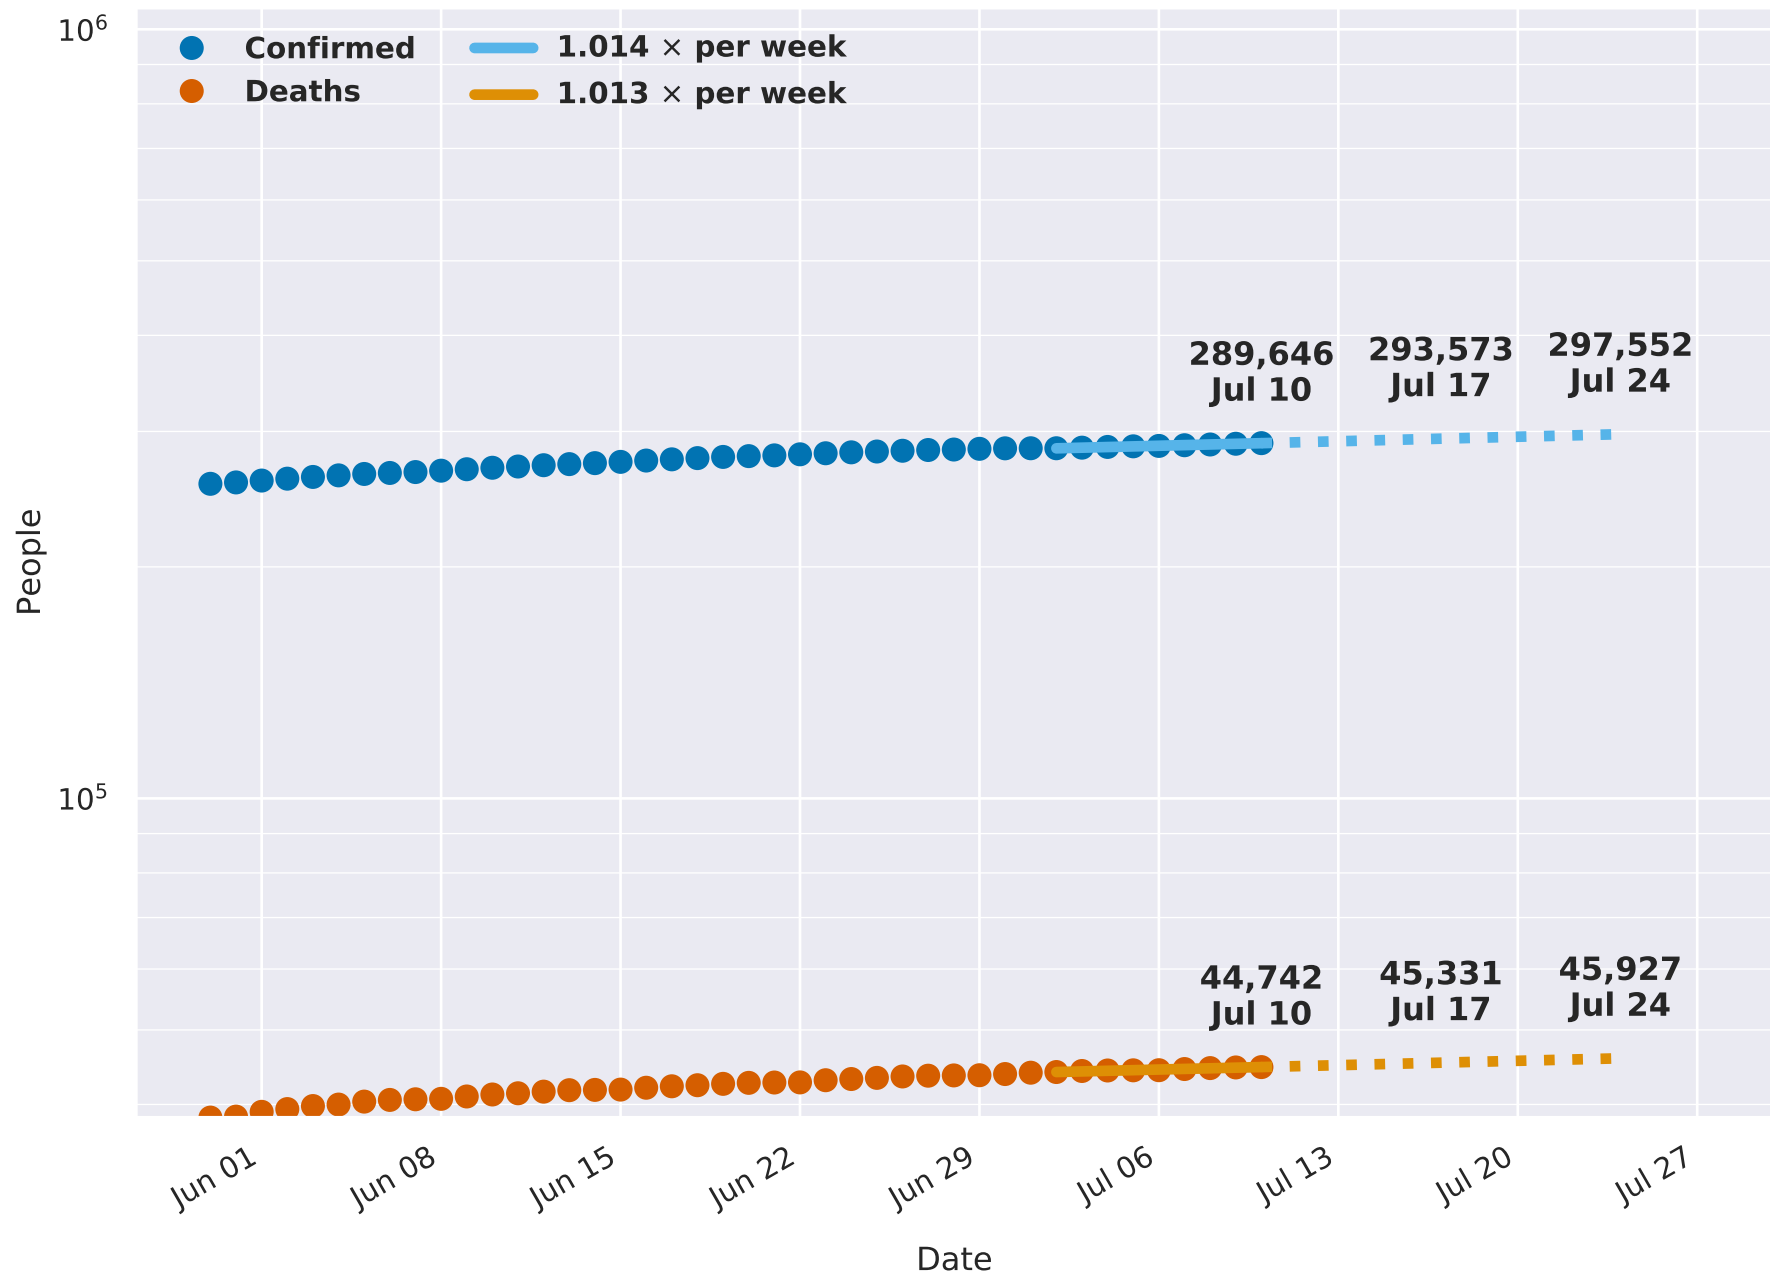 10⁶
Confirmed
1.014 × per week
Deaths
1.013 × per week
289,646
Jul 10
293,573
Jul 17
297,552
Jul 24
People
10⁵
44,742
Jul 10
45,331
Jul 17
45,927
Jul 24
Jun 01
Jun 08
Jun 15
Jun 22
Jun 29
Jul 06
Jul 13
Jul 20
Jul 27
Date